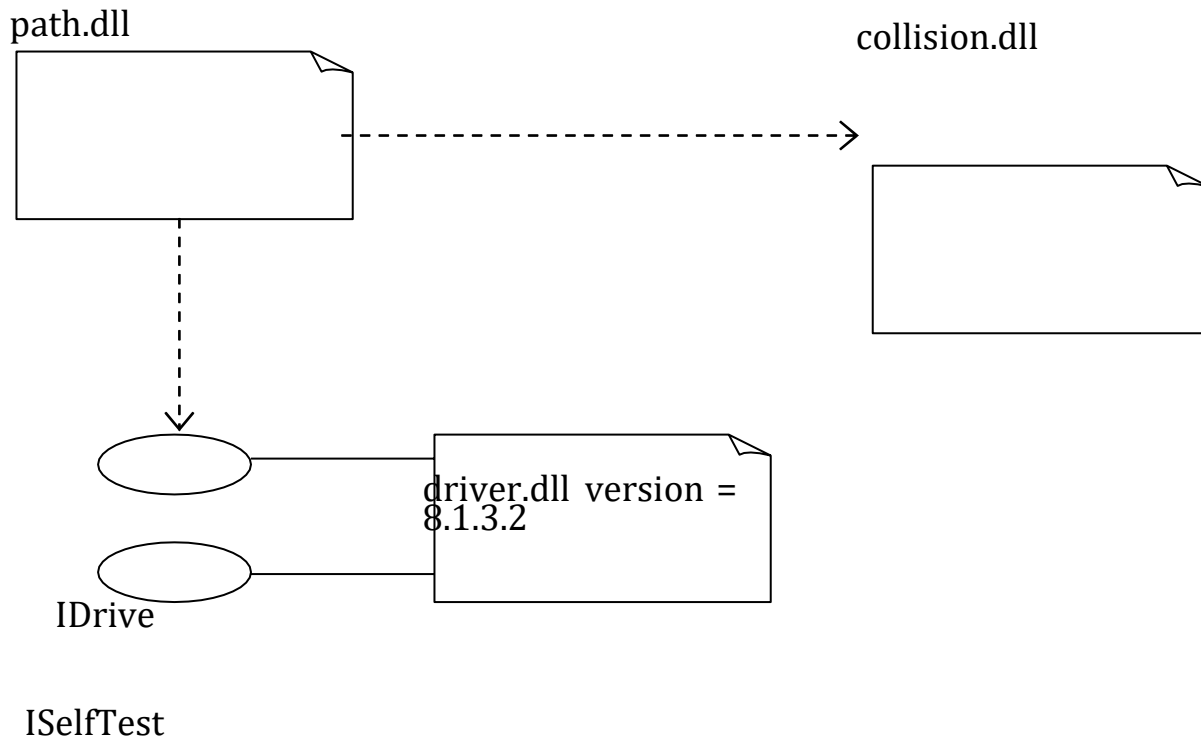 path.dll
collision.dll
driver.dll version =
8.1.3.2
IDrive
ISelfTest